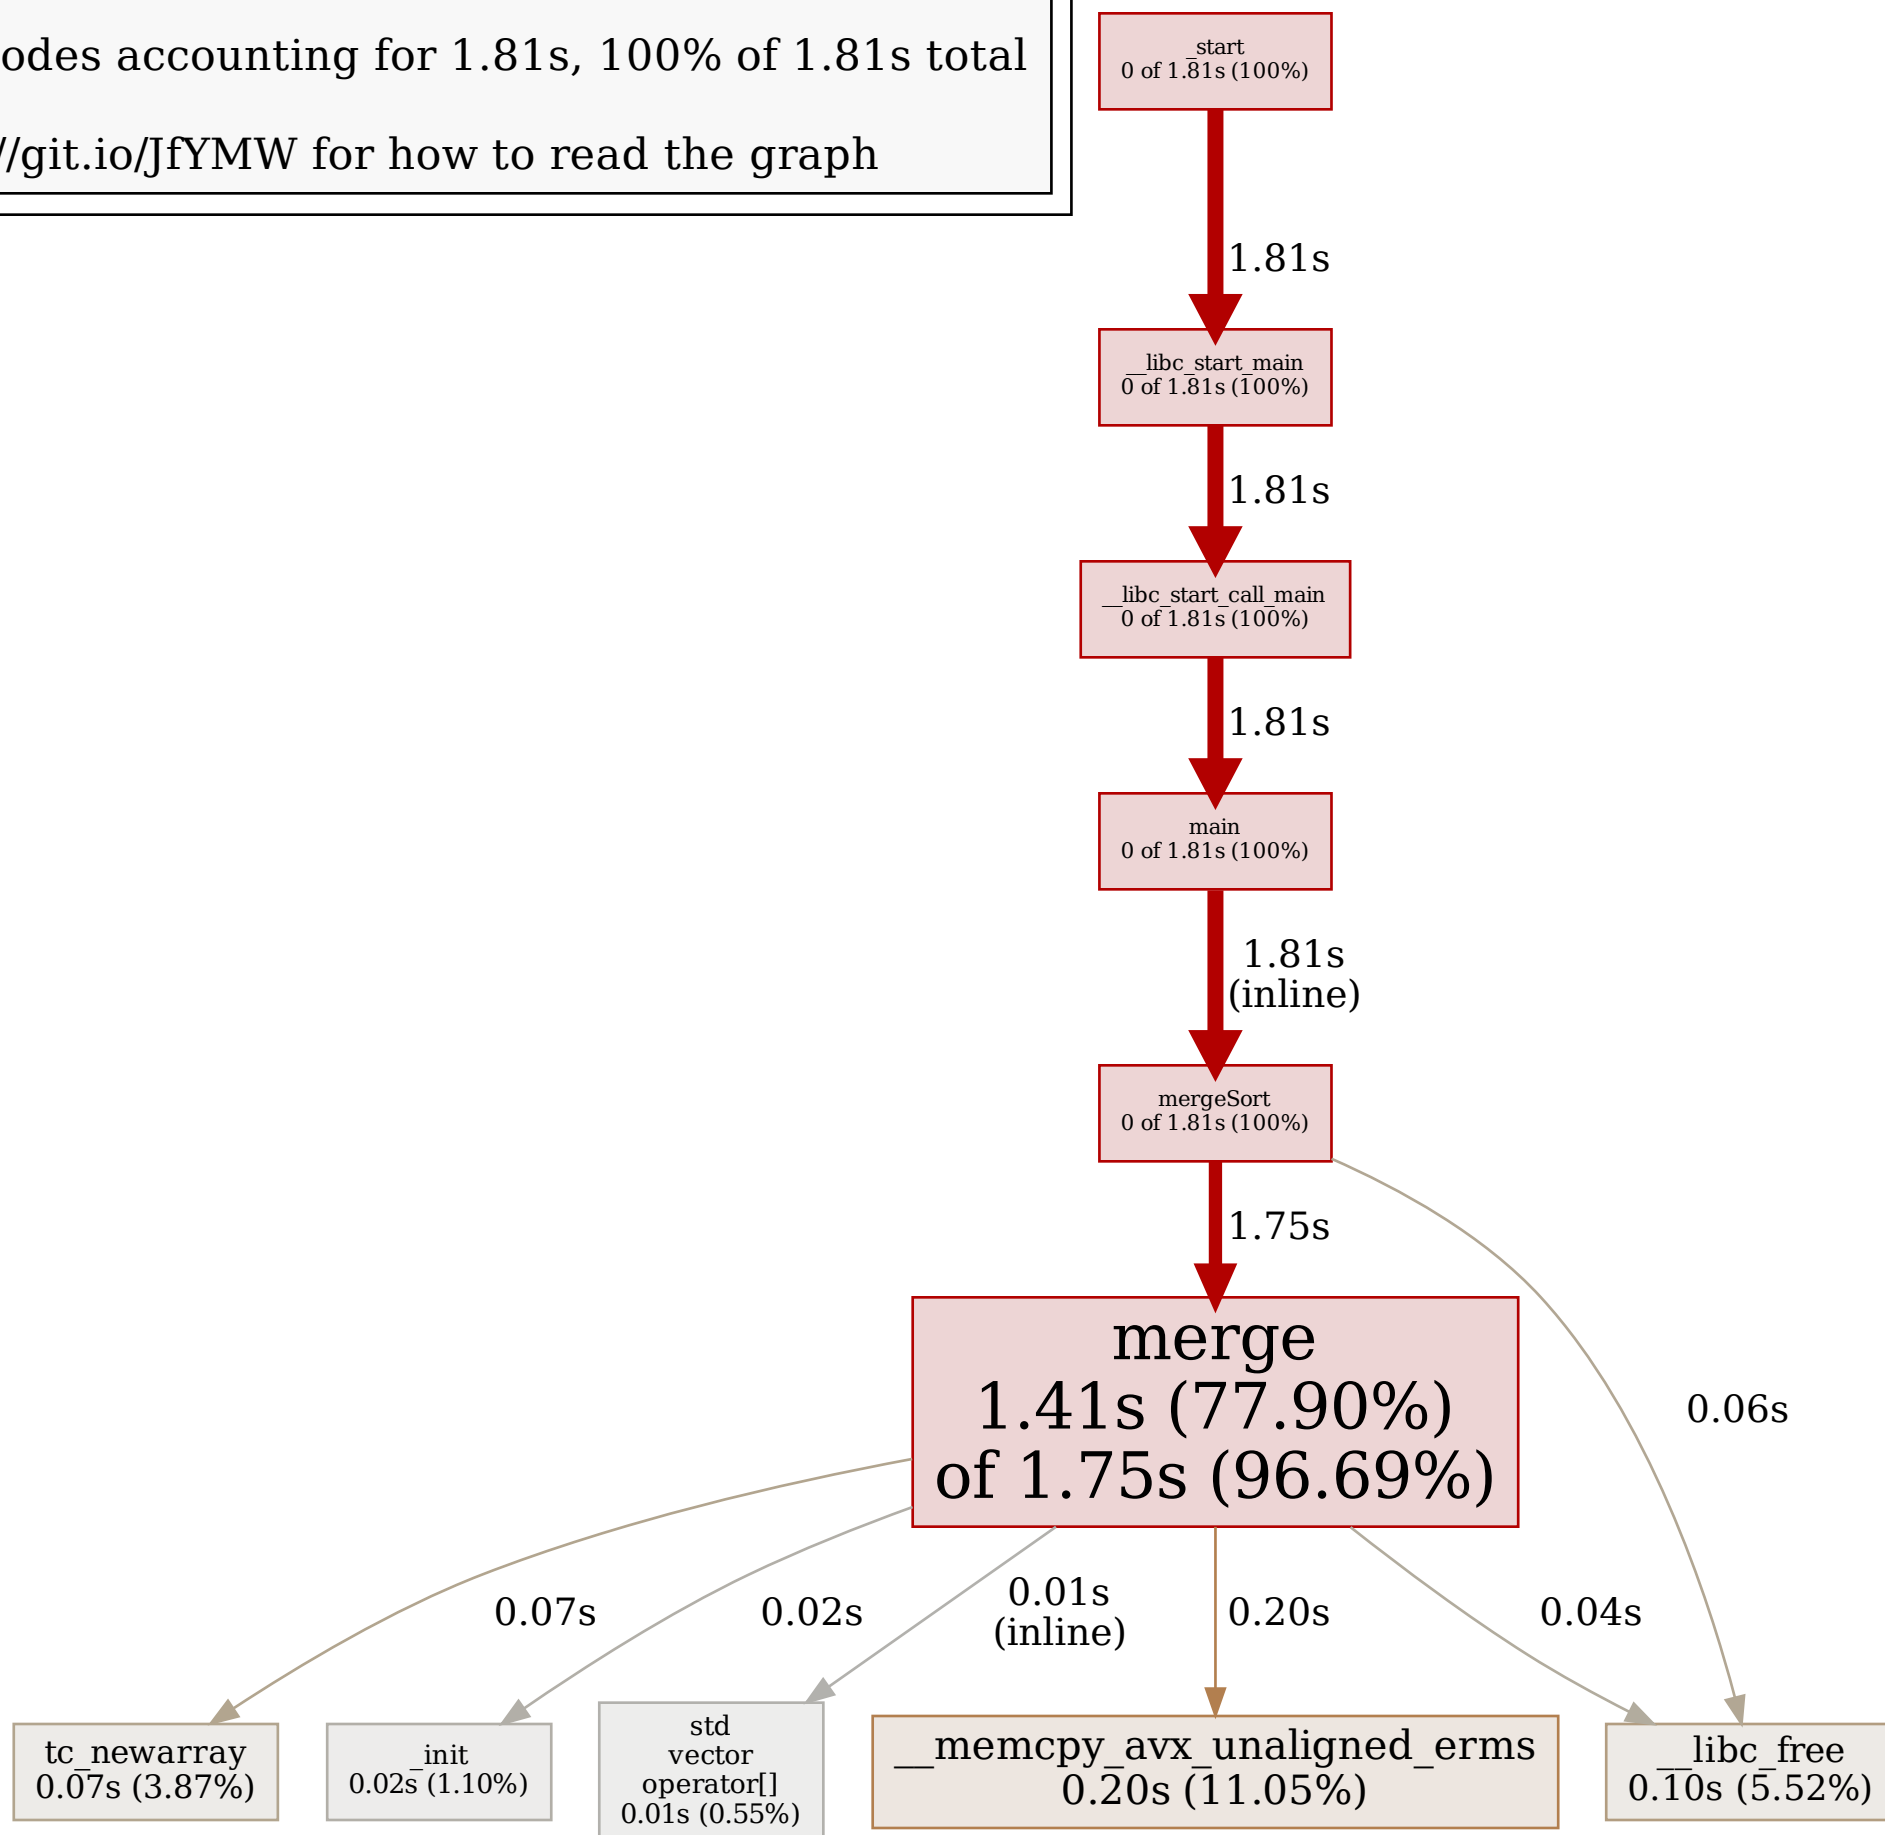 odes accounting for 1.81s, 100% of 1.81s total
//git.io/JfYMW for how to read the graph
_start
0 of 1.81s (100%)
1.81s
__libc_start_main
0 of 1.81s (100%)
1.81s
__libc_start_call_main
0 of 1.81s (100%)
1.81s
main
0 of 1.81s (100%)
1.81s
(inline)
mergeSort
0 of 1.81s (100%)
1.75s
merge
1.41s (77.90%)
of 1.75s (96.69%)
0.06s
0.07s
0.02s
0.01s
(inline)
0.20s
0.04s
tc_newarray
0.07s (3.87%)
_init
0.02s (1.10%)
std
vector
operator[]
0.01s (0.55%)
__memcpy_avx_unaligned_erms
0.20s (11.05%)
__libc_free
0.10s (5.52%)